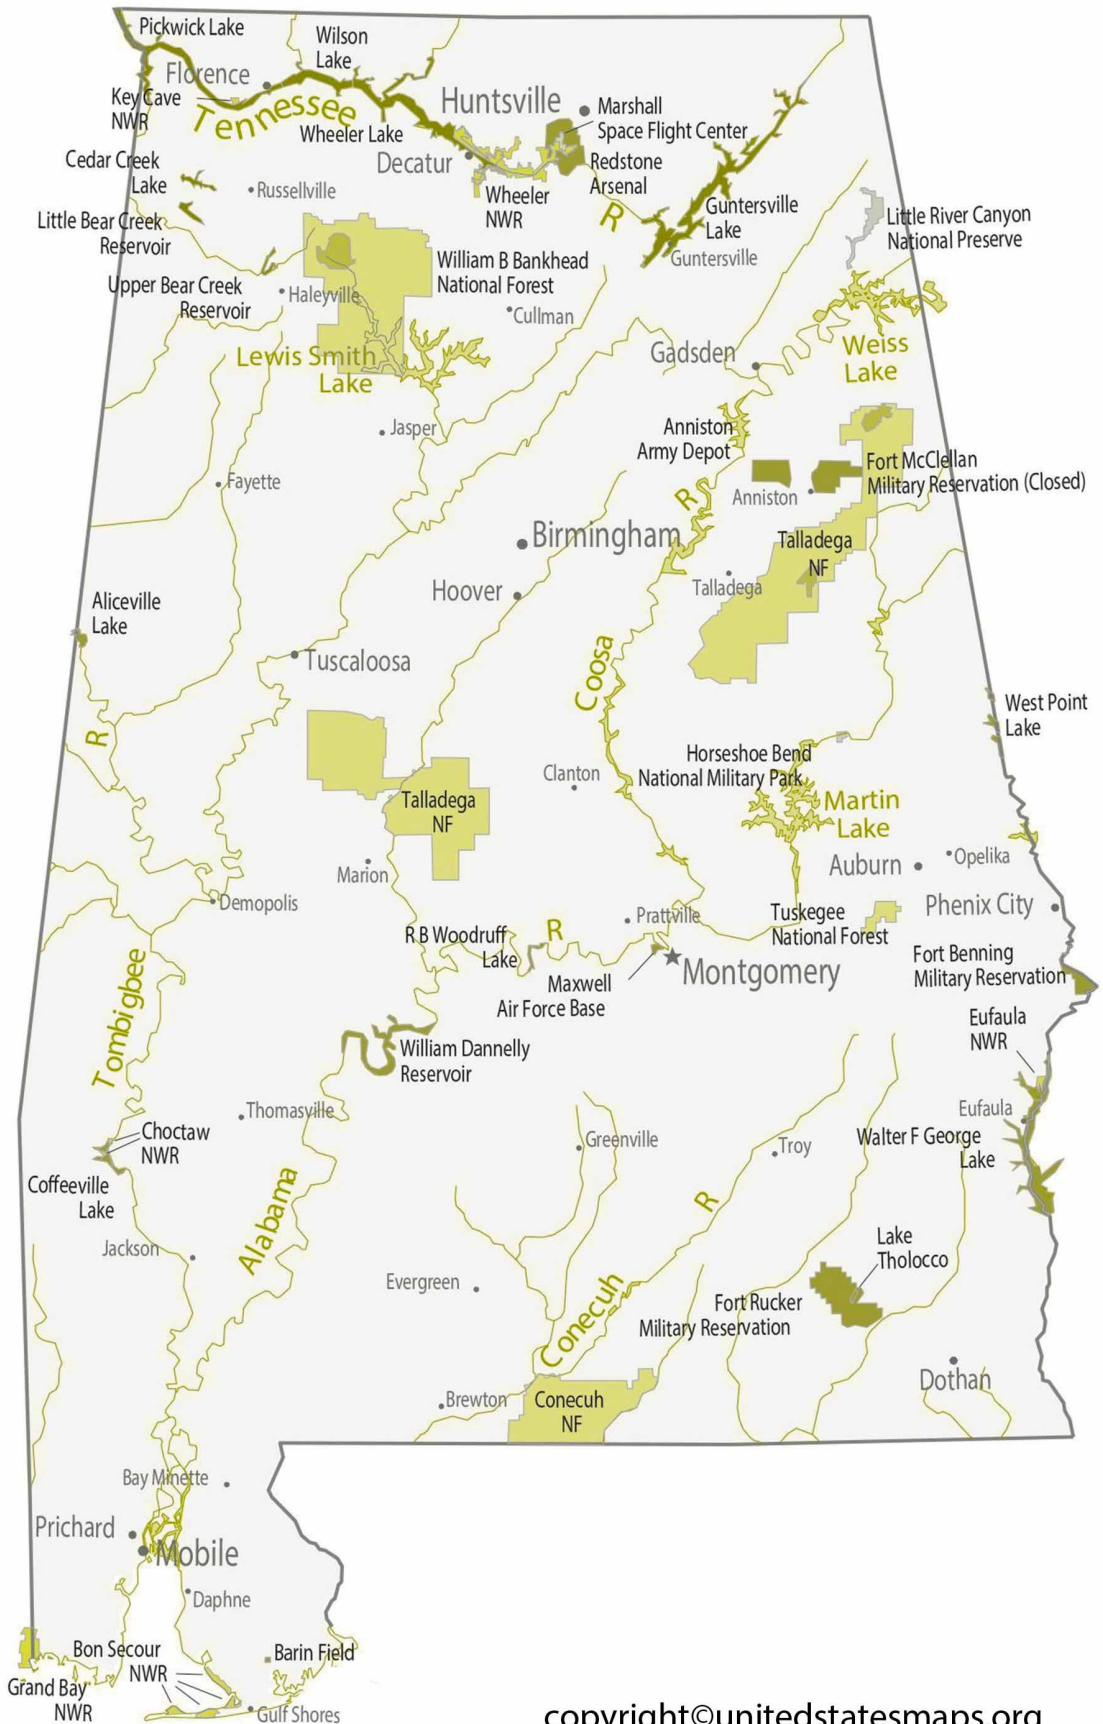 Pickwick Lake
Wilson
Lake
Florence
Key Cave
NWR
Tennessee
Huntsville
Marshall
Space Flight Center
Wheeler Lake
Decatur
Redstone
Arsenal
Cedar Creek
Lake
Russellville
Wheeler
NWR
R
Guntersville
Lake
Little River Canyon
National Preserve
Little Bear Creek
Reservoir
Guntersville
William B Bankhead
National Forest
Upper Bear Creek
Reservoir
Haleyville
Cullman
Lewis Smith
Lake
Gadsden
Weiss
Lake
Jasper
Anniston
Army Depot
Fort McClellan
Military Reservation (Closed)
Fayette
R
Anniston
Birmingham
Talladega
NF
Hoover
Talladega
Aliceville
Lake
Tuscaloosa
Coosa
West Point
Lake
R
Horseshoe Bend
National Military Park
Clanton
Talladega
NF
Martin
Lake
Marion
Auburn
Opelika
Demopolis
Phenix City
Prattville
Tuskegee
National Forest
R B Woodruff
Lake
R
Montgomery
Fort Benning
Military Reservation
Maxwell
Air Force Base
Tombigbee
Eufaula
NWR
William Dannelly
Reservoir
Thomasville
Eufaula
Choctaw
NWR
Greenville
Troy
Walter F George
Lake
Coffeeville
Lake
Alabama
R
Jackson
Lake
Tholocco
Evergreen
Conecuh
Fort Rucker
Military Reservation
Dothan
Brewton
Conecuh
NF
Bay Minette
Prichard
Mobile
Daphne
Bon Secour
NWR
Barin Field
Grand Bay
NWR
Gulf Shores
copyright©unitedstatesmaps.org